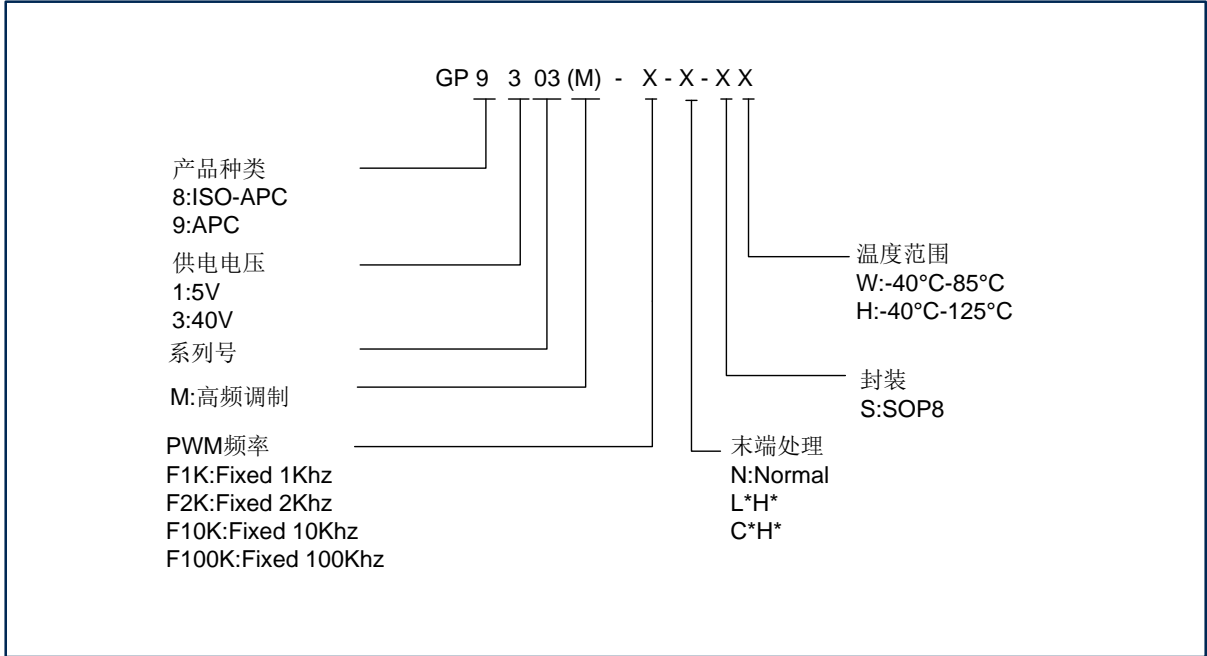 GP 9 3 03 (M) - X - X - X X
产品种类
8:ISO-APC
9:APC
供电电压
1:5V
3:40V
系列号
M:高频调制
PWM频率
F1K:Fixed 1Khz
F2K:Fixed 2Khz
F10K:Fixed 10Khz
F100K:Fixed 100Khz
温度范围
W:-40°C-85°C
H:-40°C-125°C
封装
S:SOP8
末端处理
N:Normal
L*H*
C*H*